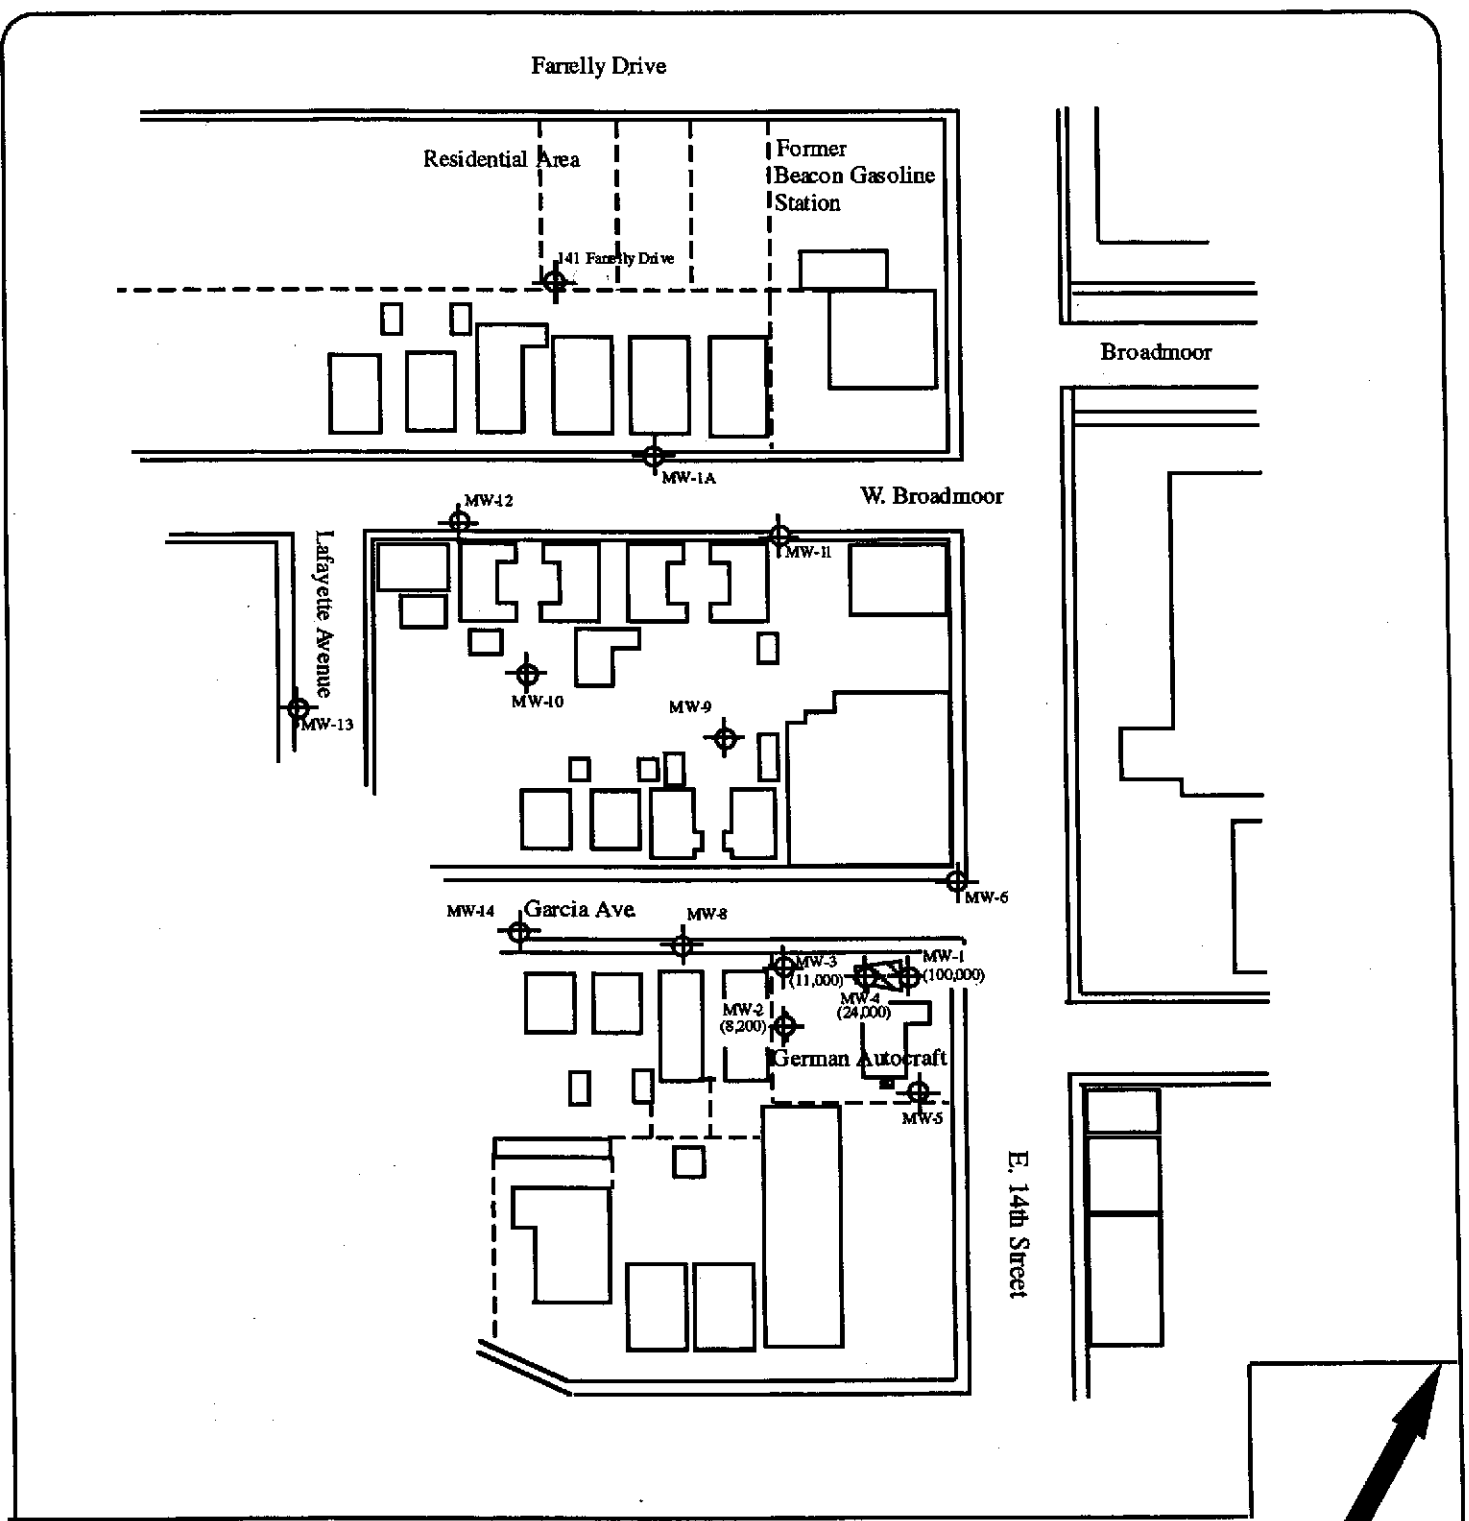 Farrelly Drive
Residential Area
Former
Beacon Gasoline
Station
141 Farrelly Drive
Broadmoor
MW-1A
W. Broadmoor
MW-12
MW-11
Lafayette Avenue
MW-10
MW-9
MW-13
MW-6
MW-14
Garcia Ave.
MW-8
MW-3
(11,000)
MW-1
(100,000)
MW-4
(24,000)
MW-2
(8,200)
German Autocraft
MW-5
E. 14th Street